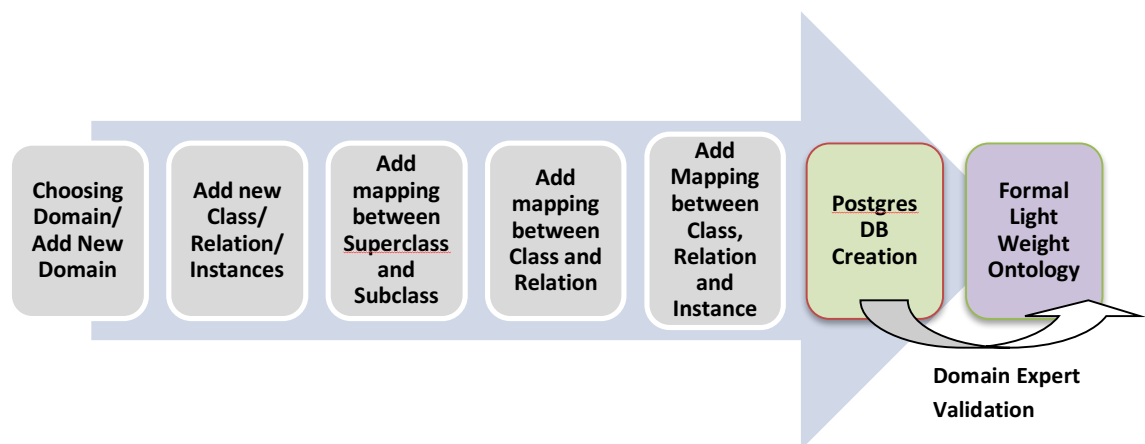 Choosing
Domain/
Add New
Domain
Add new
Class/
Relation/
Instances
Add
mapping
between
Superclass
and
Subclass
Add
mapping
between
Class and
Relation
Add
Mapping
between
Class,
Relation
and
Instance
Postgres
DB
Creation
Formal
Light
Weight
Ontology
Domain Expert
Validation